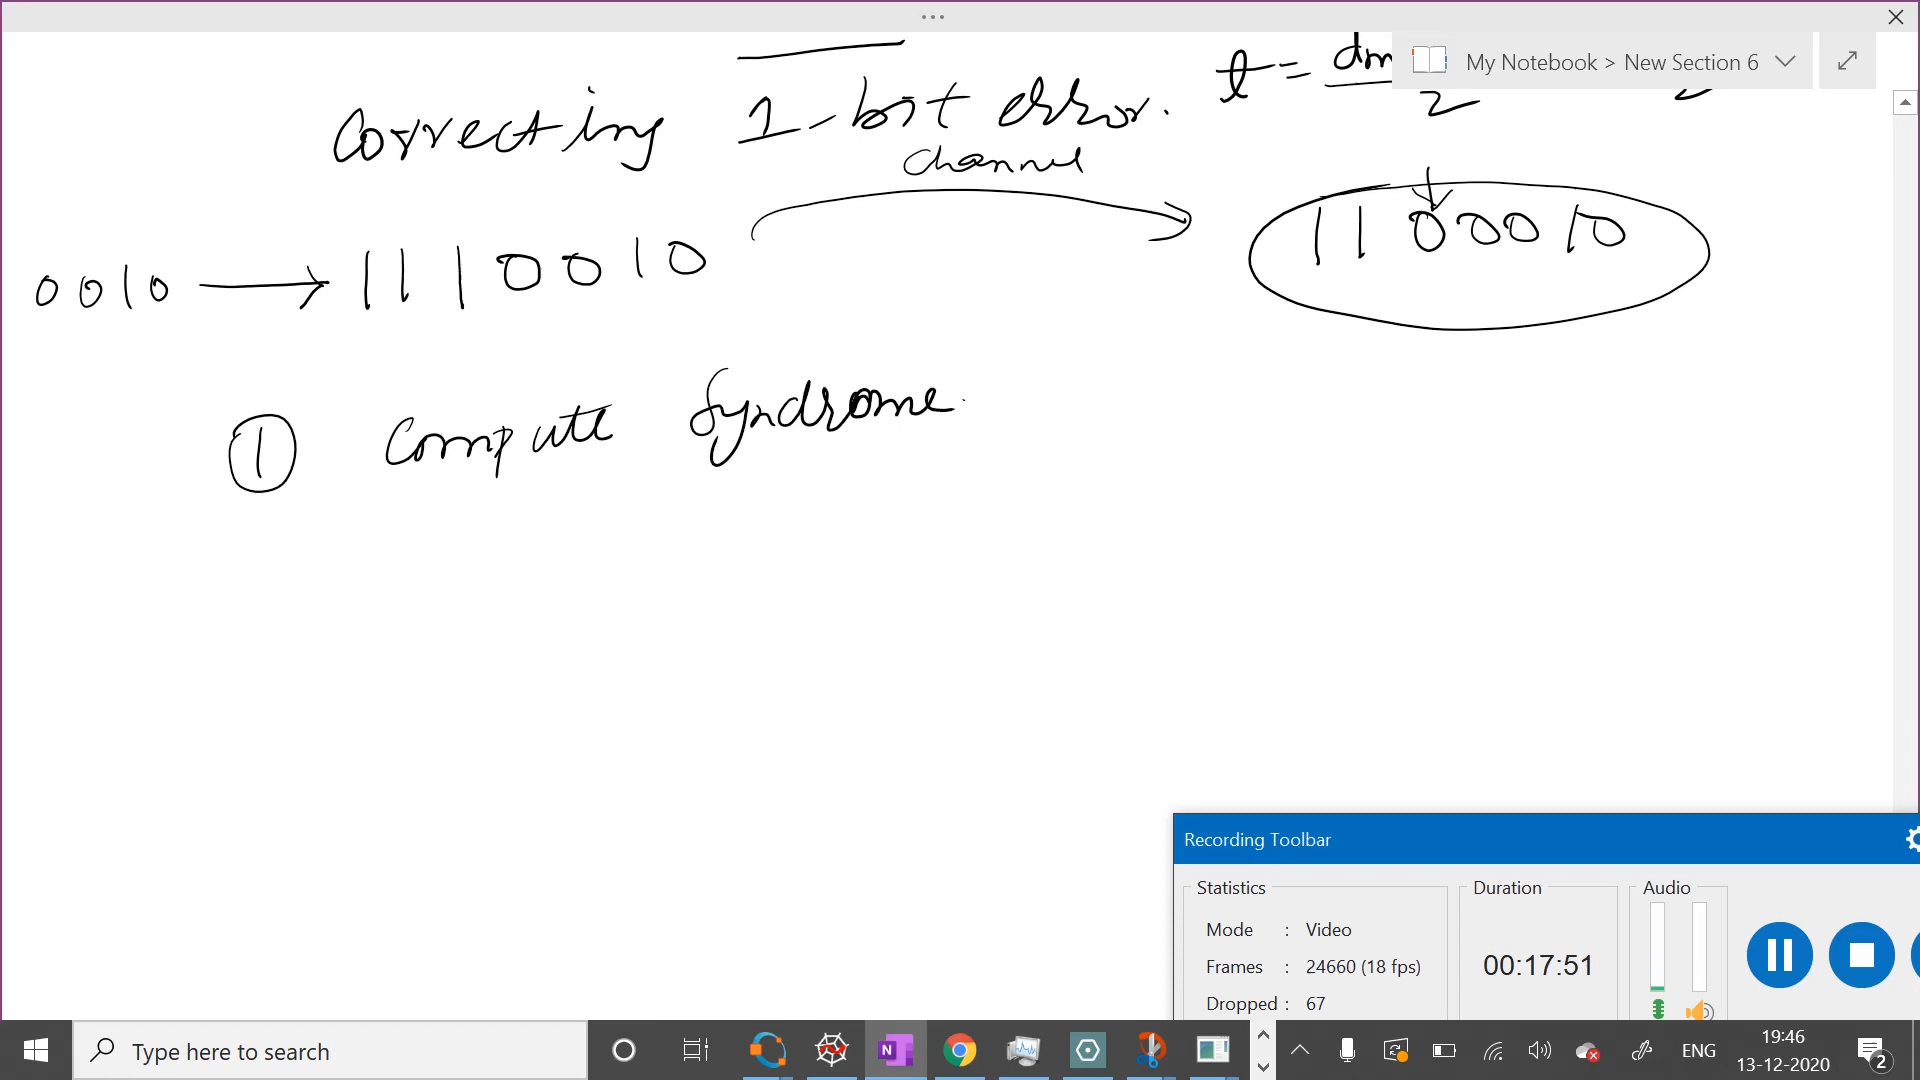 ...
My Notebook > New Section 6
Correcting 1-bit error. t = dm
2
channel
0010 → 1110010 1100010
① Compute Syndrome.
Recording Toolbar
Statistics Duration Audio
Mode : Video
Frames : 24660 (18 fps) 00:17:51
Dropped : 67
Type here to search
N
ENG
19:46
13-12-2020
2